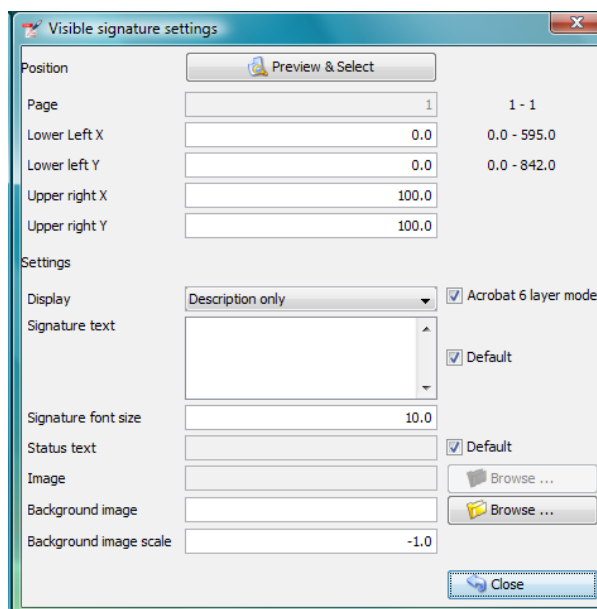 Visible signature settings
Position Preview & Select
Page 1 1 - 1
Lower Left X 0.0 0.0 - 595.0
Lower left Y 0.0 0.0 - 842.0
Upper right X 100.0
Upper right Y 100.0
Settings
Display Description only Acrobat 6 layer mode
Signature text
Default
Signature font size 10.0
Status text Default
Image Browse ...
Background image Browse ...
Background image scale -1.0
Close